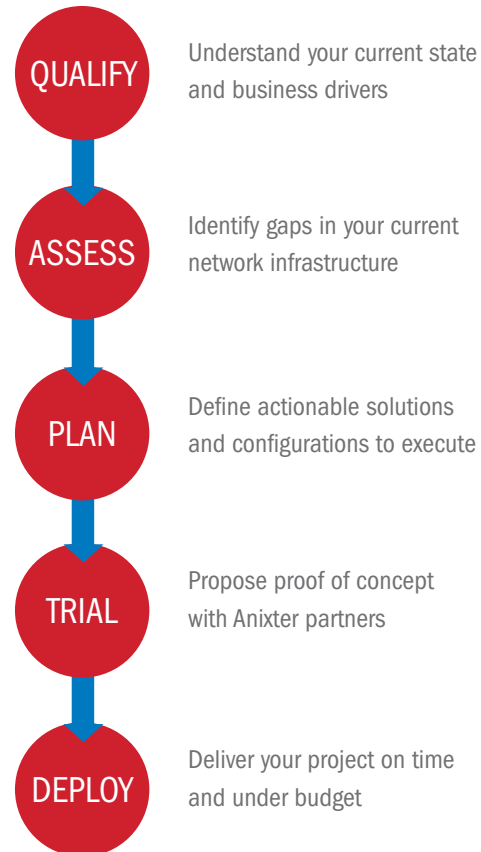 QUALIFY
Understand your current state
and business drivers
ASSESS
Identify gaps in your current
network infrastructure
PLAN
Define actionable solutions
and configurations to execute
TRIAL
Propose proof of concept
with Anixter partners
DEPLOY
Deliver your project on time
and under budget